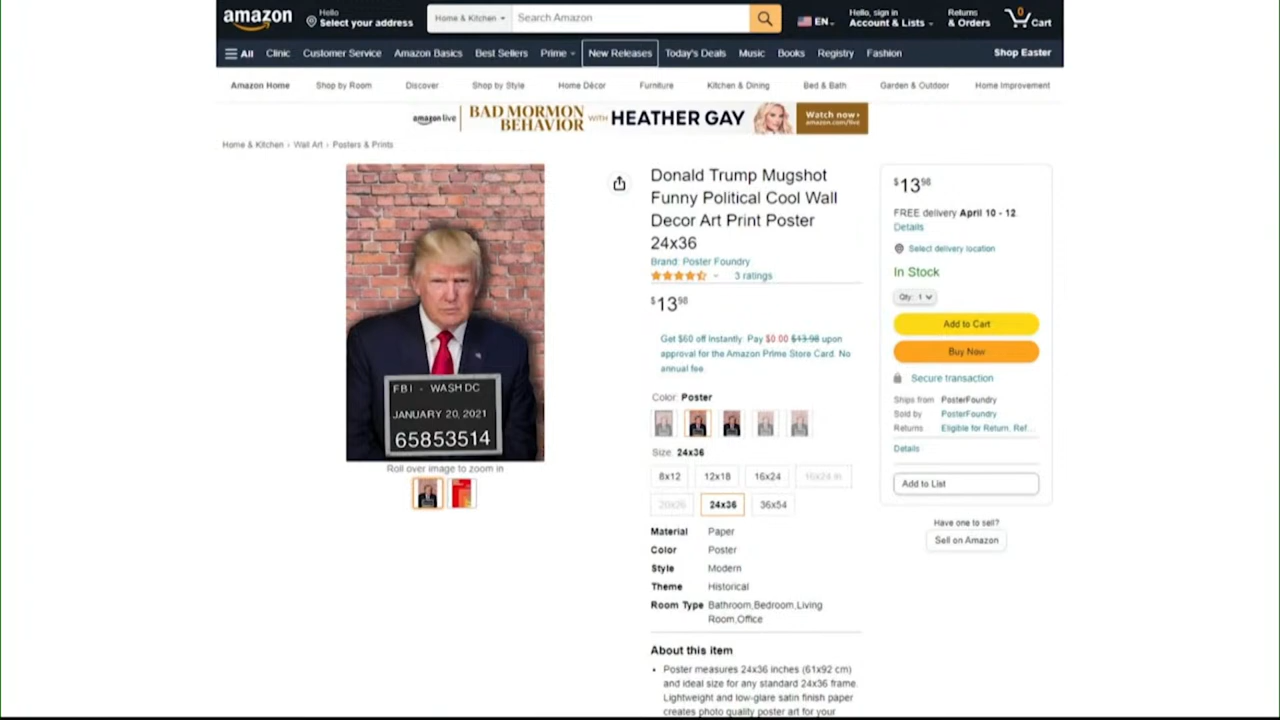 amazon
Hello
Select your address
Home & Kitchen
Search Amazon
EN
Hello, sign in
Account & Lists
Returns
& Orders
0
Cart
All
Clinic
Customer Service
Amazon Basics
Best Sellers
Prime
New Releases
Today's Deals
Music
Books
Registry
Fashion
Shop Easter
Amazon Home
Shop by Room
Discover
Shop by Style
Home Décor
Furniture
Kitchen & Dining
Bed & Bath
Garden & Outdoor
Home Improvement
amazon live
BAD MORMON
BEHAVIOR
WITH
HEATHER GAY
Watch now ›
amazon.com/live
Home & Kitchen › Wall Art › Posters & Prints
FBI - WASH DC
JANUARY 20, 2021
65853514
Roll over image to zoom in
Donald Trump Mugshot
Funny Political Cool Wall
Decor Art Print Poster
24x36
Brand: Poster Foundry
3 ratings
$1398
Get $60 off instantly: Pay $0.00 $13.98 upon
approval for the Amazon Prime Store Card. No
annual fee.
Color: Poster
Size: 24x36
8x12
12x18
16x24
16x24 in
24x36
36x54
Material Paper
Color Poster
Style Modern
Theme Historical
Room Type Bathroom,Bedroom,Living
Room,Office
About this item
• Poster measures 24x36 inches (61x92 cm)
and ideal size for any standard 24x36 frame.
Lightweight and low-glare satin finish paper
creates photo quality poster art for your
$1398
FREE delivery April 10 - 12.
Details
Select delivery location
In Stock
Qty: 1
Add to Cart
Buy Now
Secure transaction
Ships from PosterFoundry
Sold by PosterFoundry
Returns Eligible for Return, Ref...
Details
Add to List
Have one to sell?
Sell on Amazon